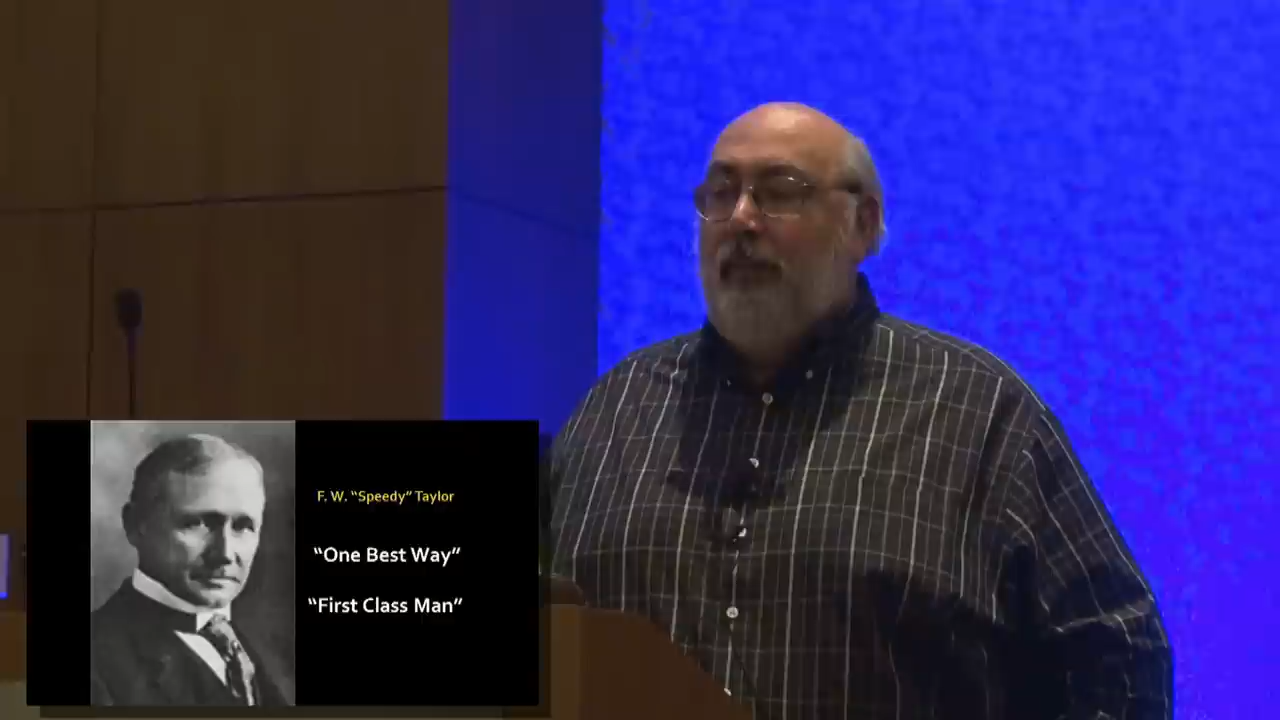 F. W. “Speedy” Taylor
“One Best Way”
“First Class Man”